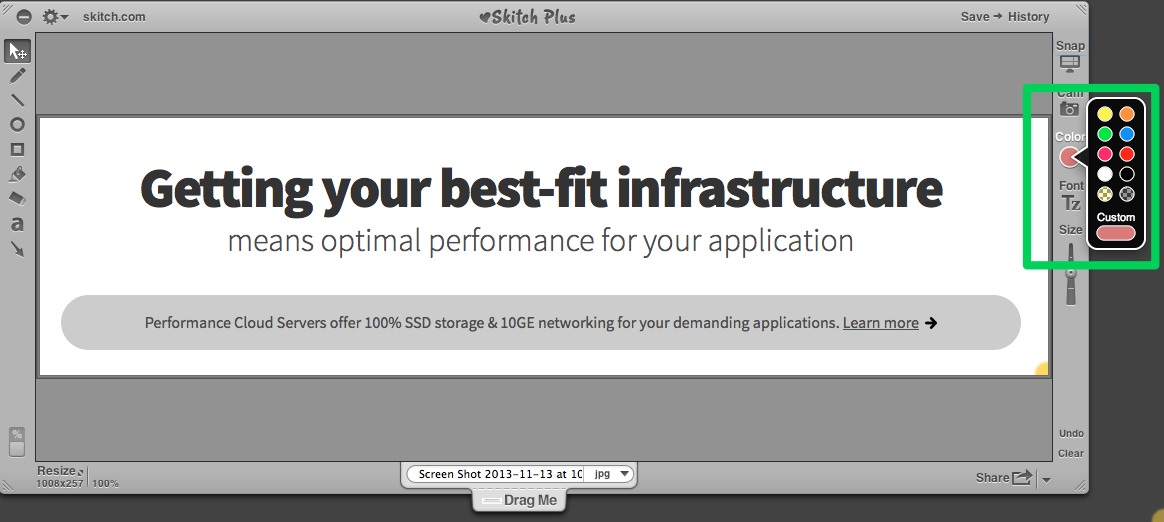 skitch.com
Skitch Plus
Save → History
Snap
Cam
Color
Font
Tz
Size
Custom
Getting your best-fit infrastructure
means optimal performance for your application
Performance Cloud Servers offer 100% SSD storage & 10GE networking for your demanding applications. Learn more →
a
%
Undo
Clear
Resize
1008x257 100%
Screen Shot 2013-11-13 at 10 jpg
Share
Drag Me